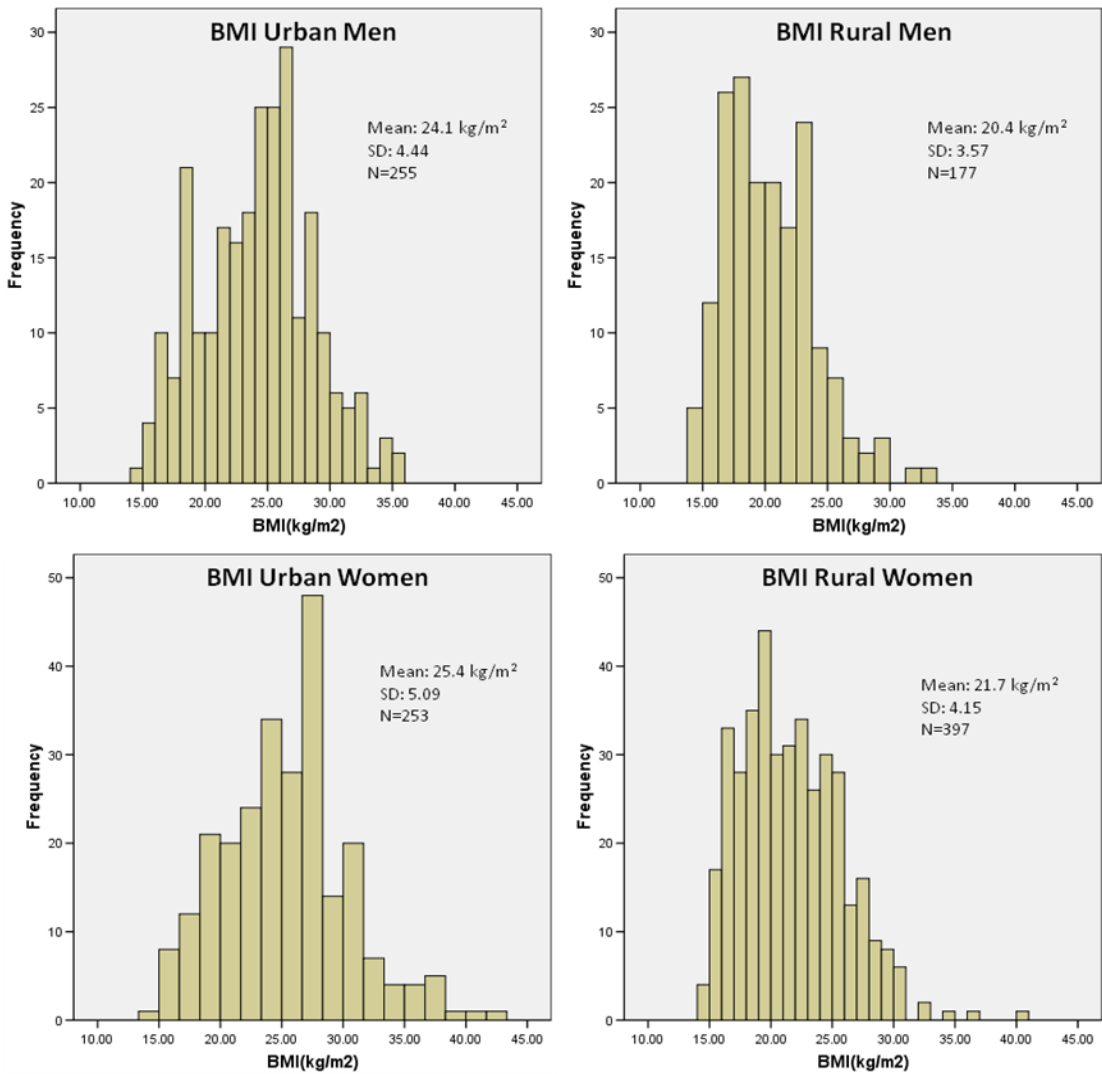 BMI Urban Men
Mean: 24.1 kg/m²
SD: 4.44
N=255
Frequency
30
25
20
15
10
5
0
10.00 15.00 20.00 25.00 30.00 35.00 40.00 45.00
BMI(kg/m2)
BMI Rural Men
Mean: 20.4 kg/m²
SD: 3.57
N=177
Frequency
30
25
20
15
10
5
0
10.00 15.00 20.00 25.00 30.00 35.00 40.00 45.00
BMI(kg/m2)
BMI Urban Women
Mean: 25.4 kg/m²
SD: 5.09
N=253
Frequency
50
40
30
20
10
0
10.00 15.00 20.00 25.00 30.00 35.00 40.00 45.00
BMI(kg/m2)
BMI Rural Women
Mean: 21.7 kg/m²
SD: 4.15
N=397
Frequency
50
40
30
20
10
0
10.00 15.00 20.00 25.00 30.00 35.00 40.00 45.00
BMI(kg/m2)